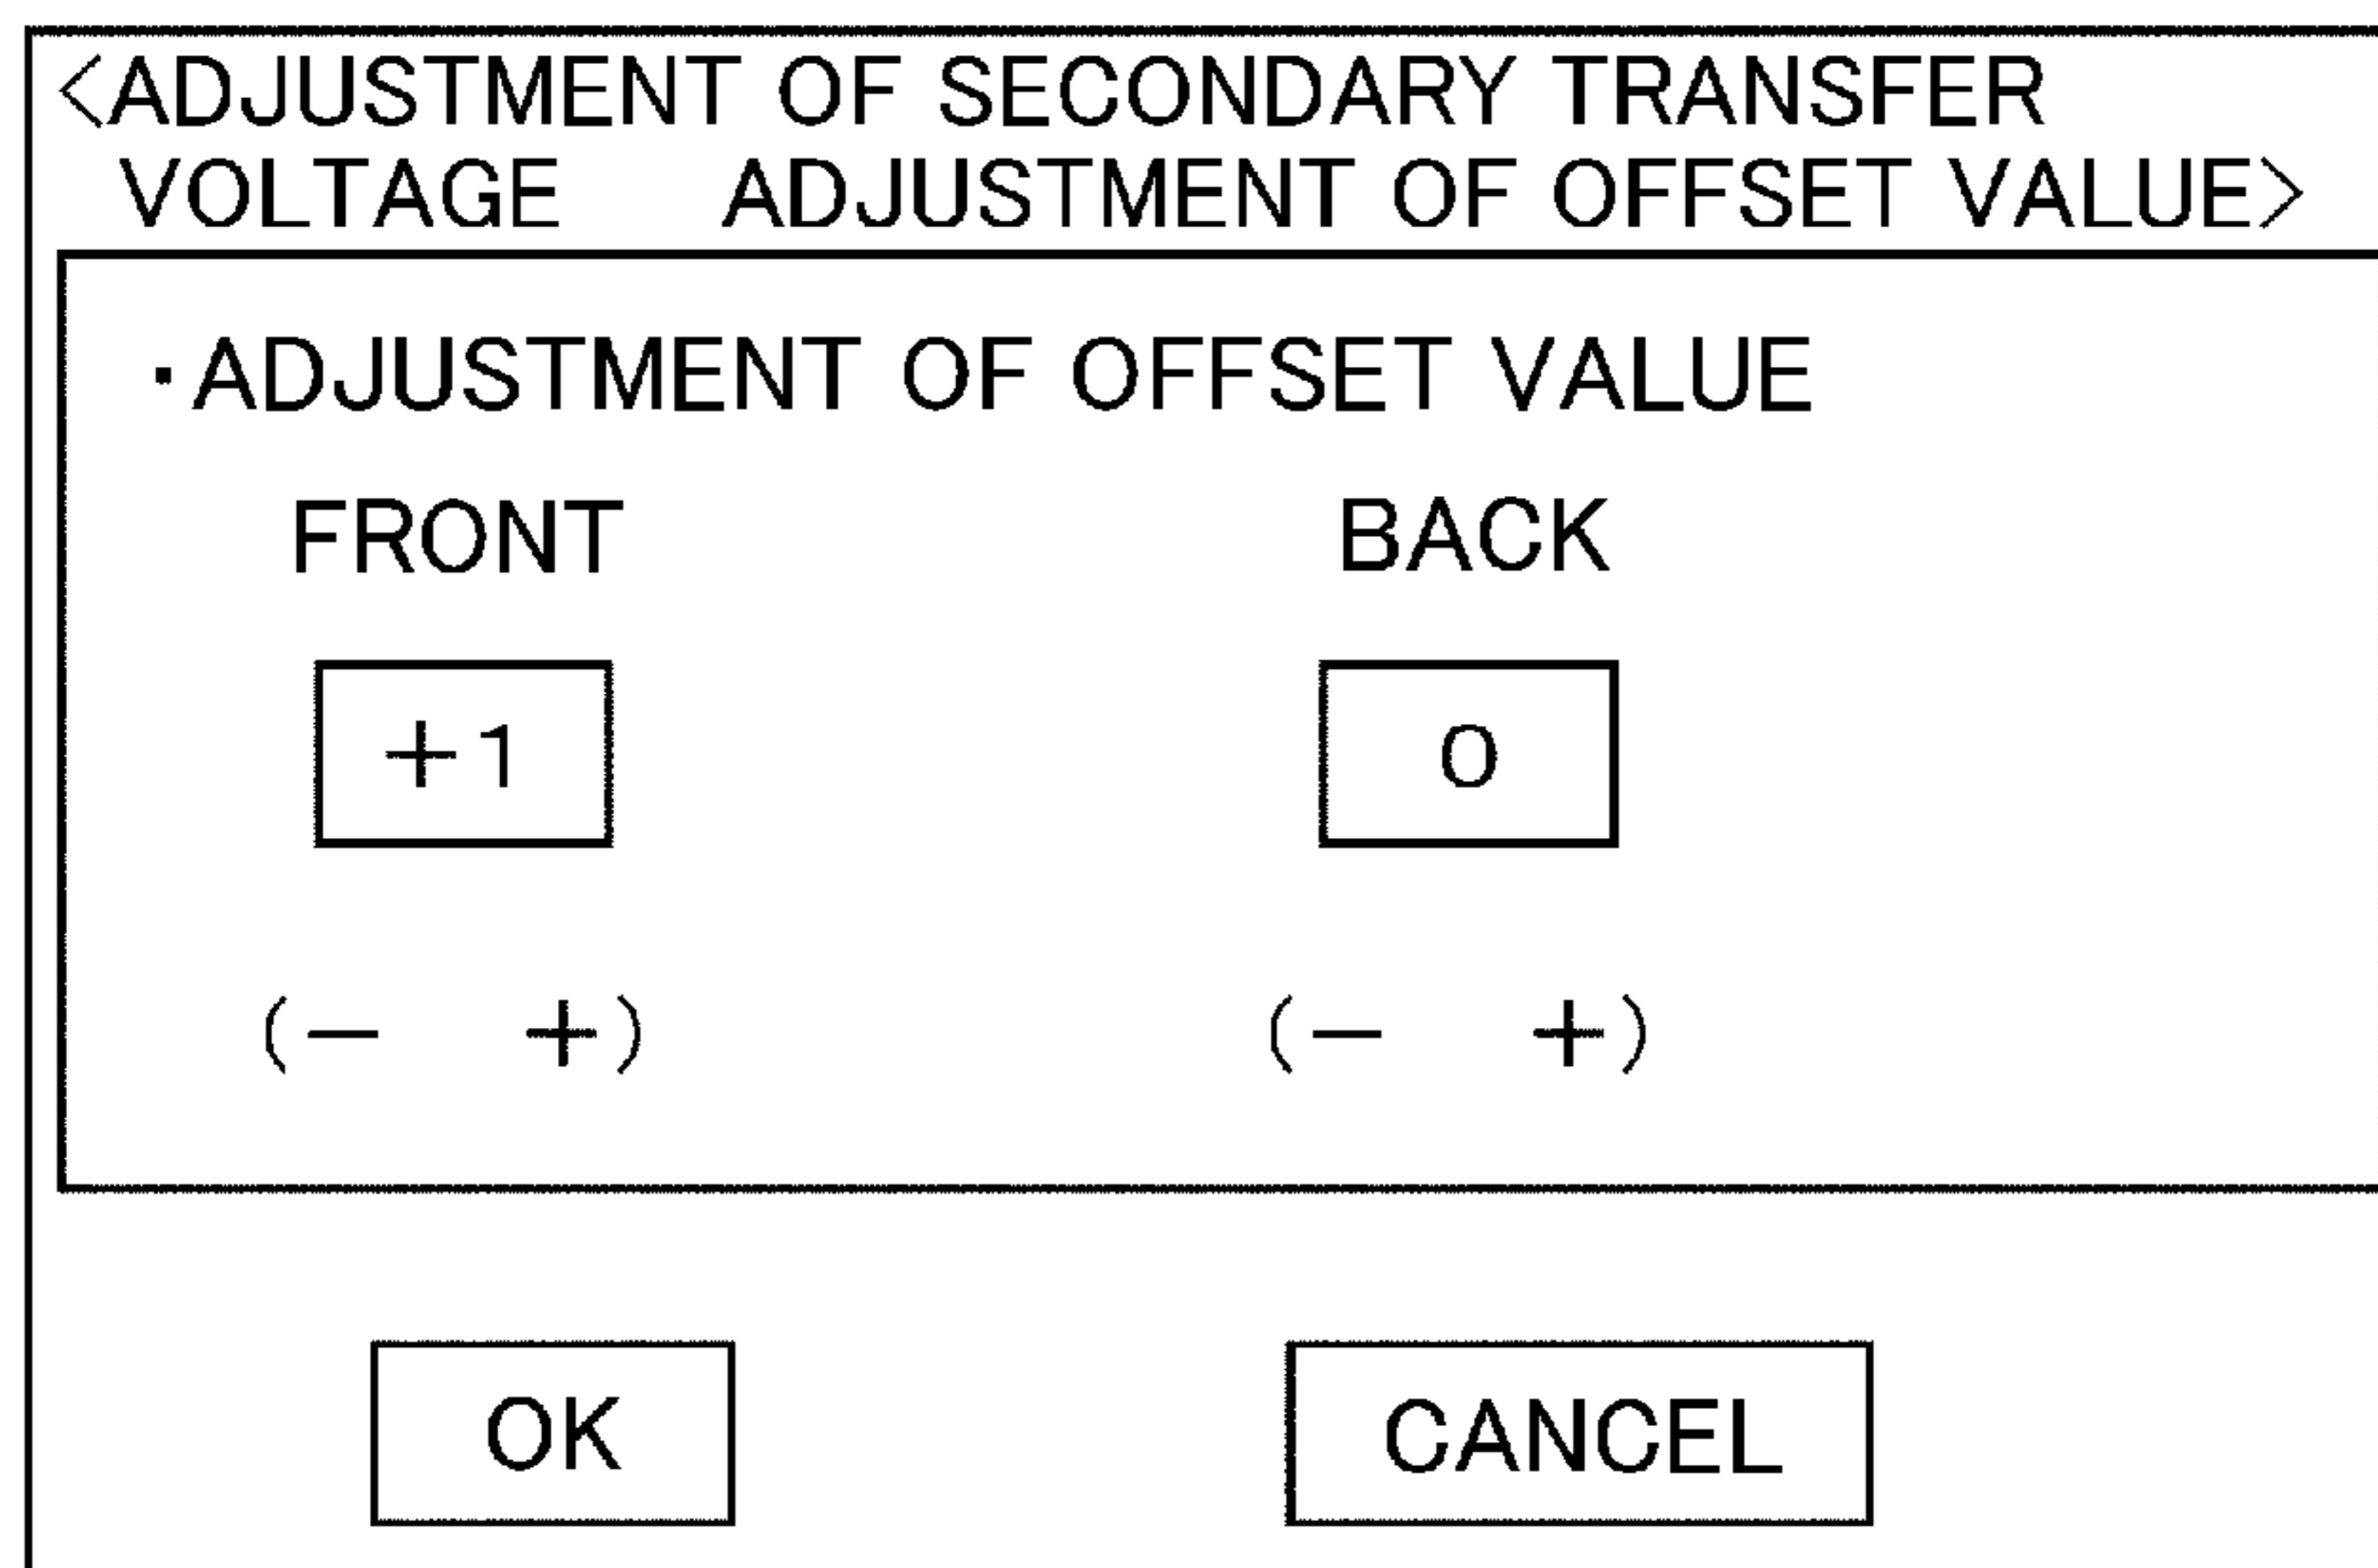 <ADJUSTMENT OF SECONDARY TRANSFER
VOLTAGE ADJUSTMENT OF OFFSET VALUE>
・ADJUSTMENT OF OFFSET VALUE
FRONT BACK
+1 0
(− +) (− +)
OK CANCEL